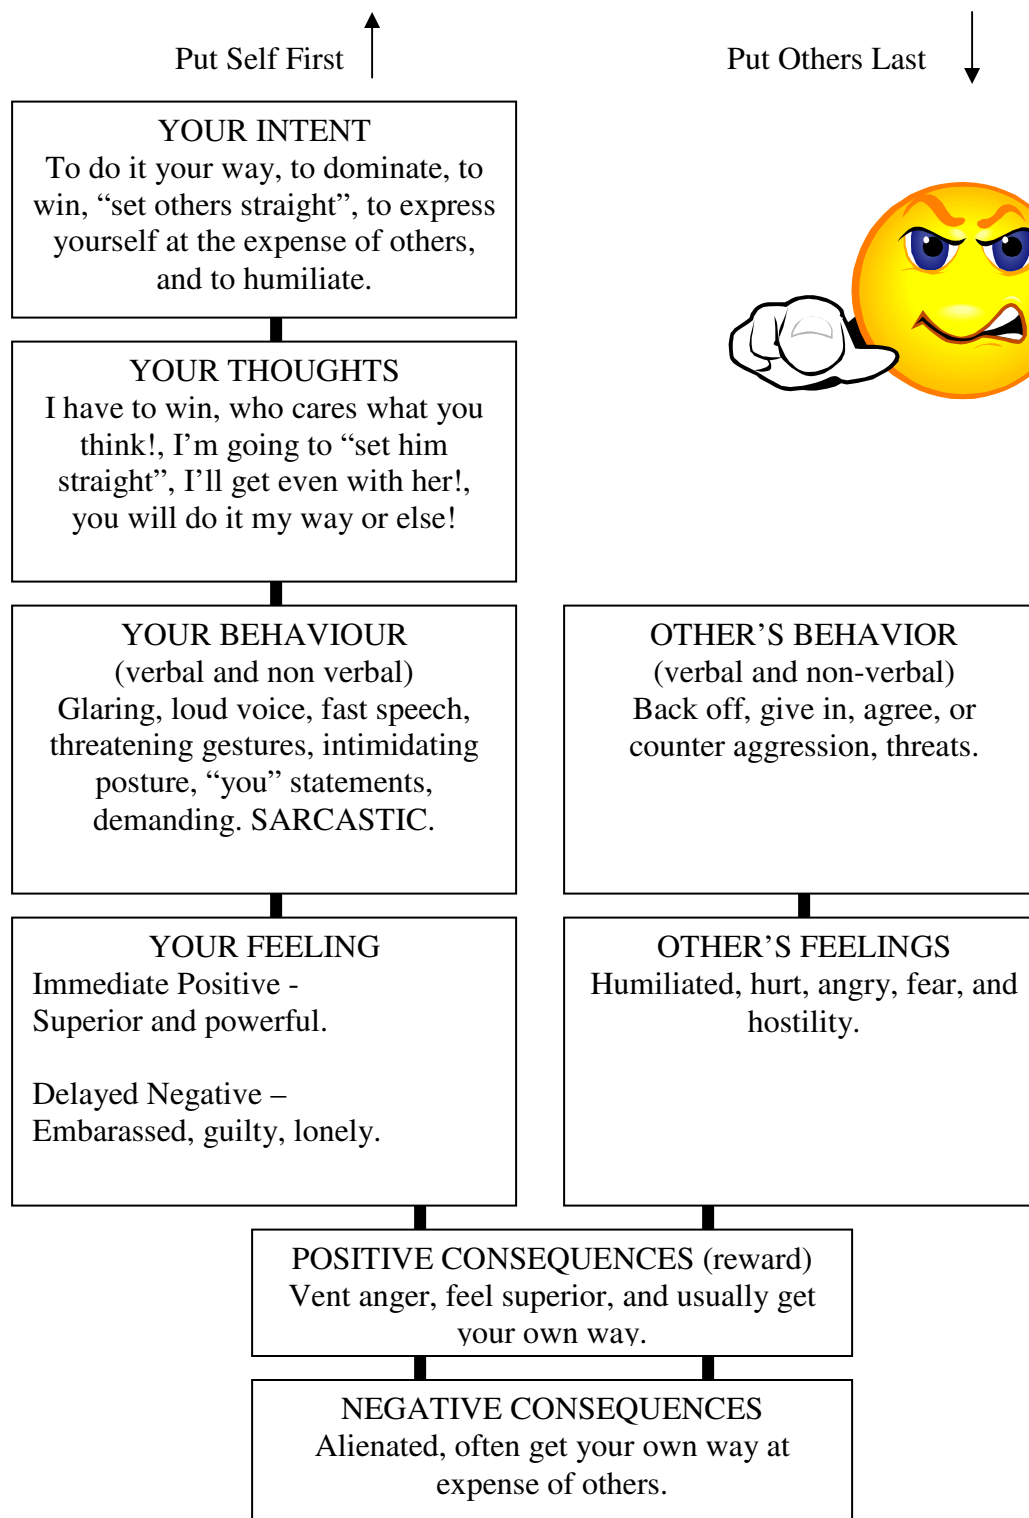 Put Self First
Put Others Last
YOUR INTENT
To do it your way, to dominate, to
win, “set others straight”, to express
yourself at the expense of others,
and to humiliate.
YOUR THOUGHTS
I have to win, who cares what you
think!, I’m going to “set him
straight”, I’ll get even with her!,
you will do it my way or else!
YOUR BEHAVIOUR
(verbal and non verbal)
Glaring, loud voice, fast speech,
threatening gestures, intimidating
posture, “you” statements,
demanding. SARCASTIC.
OTHER’S BEHAVIOR
(verbal and non-verbal)
Back off, give in, agree, or
counter aggression, threats.
YOUR FEELING
Immediate Positive -
Superior and powerful.
Delayed Negative –
Embarassed, guilty, lonely.
OTHER’S FEELINGS
Humiliated, hurt, angry, fear, and
hostility.
POSITIVE CONSEQUENCES (reward)
Vent anger, feel superior, and usually get
your own way.
NEGATIVE CONSEQUENCES
Alienated, often get your own way at
expense of others.